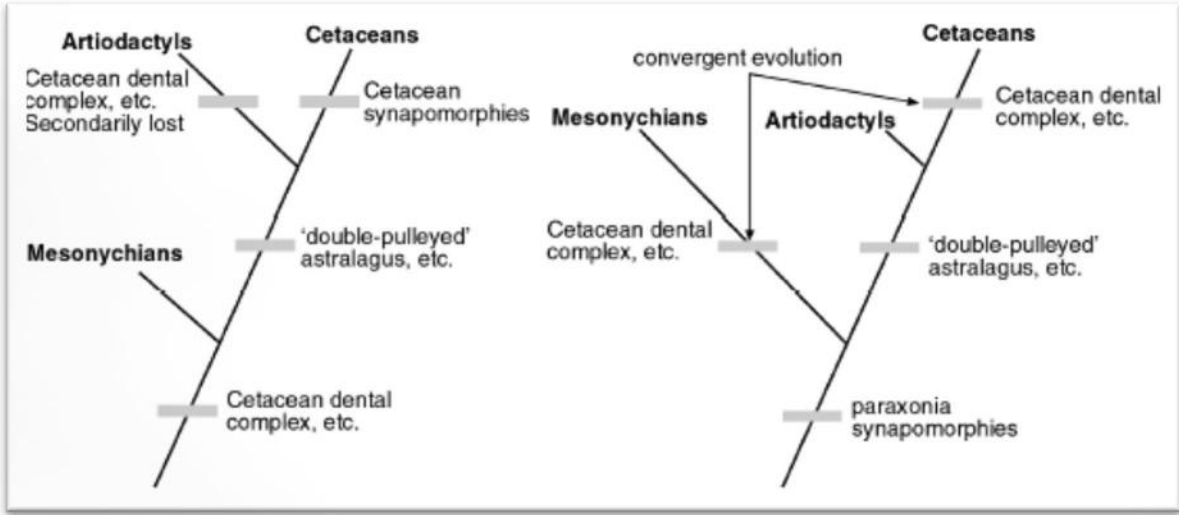 Artiodactyls
Cetacean dental
complex, etc.
Secondarily lost
Cetaceans
Cetacean
synapomorphies
Mesonychians
'double-pulleyed'
astralagus, etc.
Cetacean dental
complex, etc.
convergent evolution
Cetaceans
Cetacean dental
complex, etc.
Mesonychians
Artiodactyls
Cetacean dental
complex, etc.
'double-pulleyed'
astralagus, etc.
paraxonia
synapomorphies